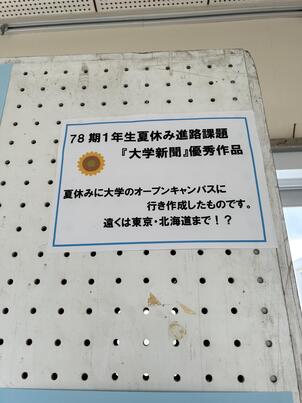 78期1年生夏休み進路課題
『大学新聞』優秀作品
夏休みに大学のオープンキャンパスに
行き作成したものです。
遠くは東京・北海道まで！？